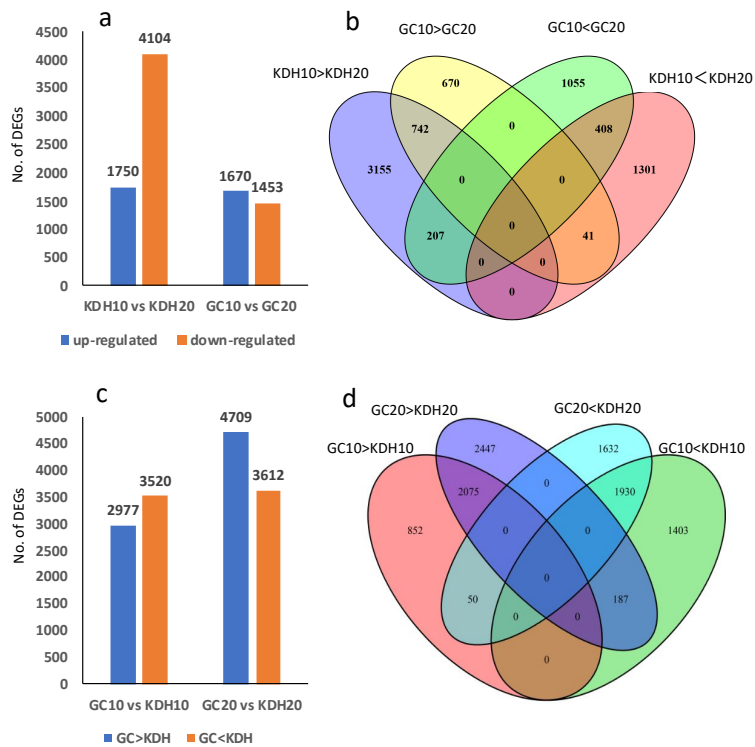 a
No. of DEGs
4500
4000
3500
3000
2500
2000
1500
1000
500
0
1750
4104
1670
1453
KDH10 vs KDH20
GC10 vs GC20
up-regulated
down-regulated
b
GC10>GC20
GC10<GC20
KDH10>KDH20
KDH10＜KDH20
670
1055
742
0
408
3155
0
0
1301
0
207
41
0
0
0
c
No. of DEGs
5000
4500
4000
3500
3000
2500
2000
1500
1000
500
0
2977
3520
4709
3612
GC10 vs KDH10
GC20 vs KDH20
GC>KDH
GC<KDH
d
GC20>KDH20
GC20<KDH20
GC10>KDH10
GC10<KDH10
2447
1632
0
2075
1930
852
0
0
1403
0
50
187
0
0
0